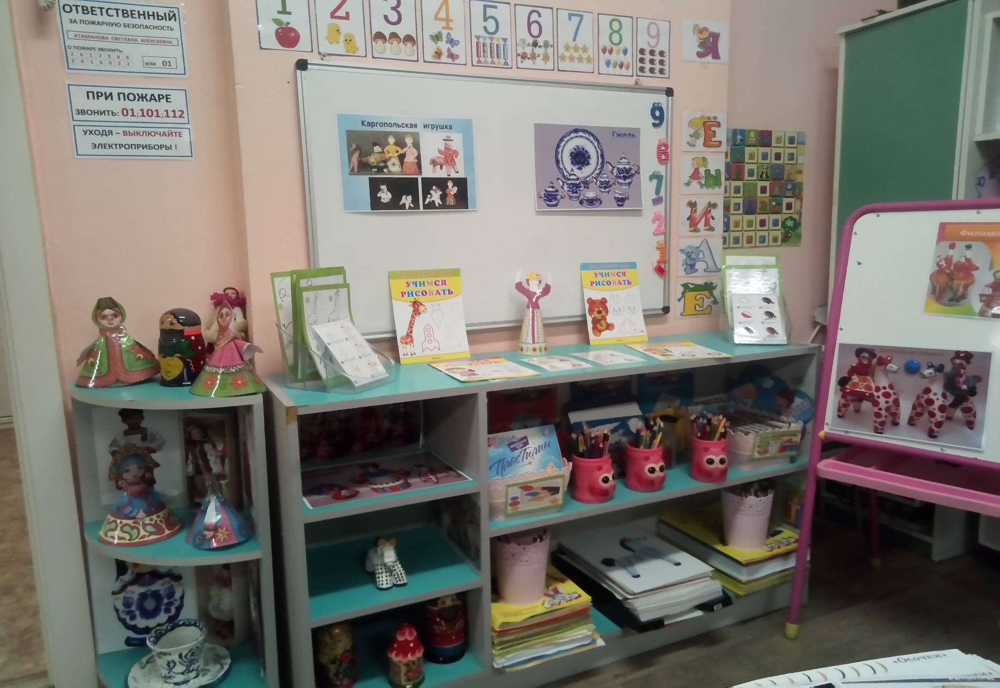 ОТВЕТСТВЕННЫЙ
ЗА ПОЖАРНУЮ БЕЗОПАСНОСТЬ
АТАМАНОВА СВЕТЛАНА АЛЕКСЕЕВНА
О ПОЖАРЕ ЗВОНИТЬ:
2 6 1 2 8 8 8
2 6 1 6 0 2 2
ИЛИ 01
ПРИ ПОЖАРЕ
ЗВОНИТЬ: 01;101;112
УХОДЯ – ВЫКЛЮЧАЙТЕ
ЭЛЕКТРОПРИБОРЫ !
1 2 3 4 5 6 7 8 9
Я
Каргопольская игрушка
Гжель
9
8
7
2
1
Ё
Ы
И
А
Е
ДЛЯ ДЕТСКОГО САДА
УЧИМСЯ
РИСОВАТЬ
ДЛЯ ДЕТСКОГО САДА
УЧИМСЯ
РИСОВАТЬ
Филимо
Пластилин
«Осочки»